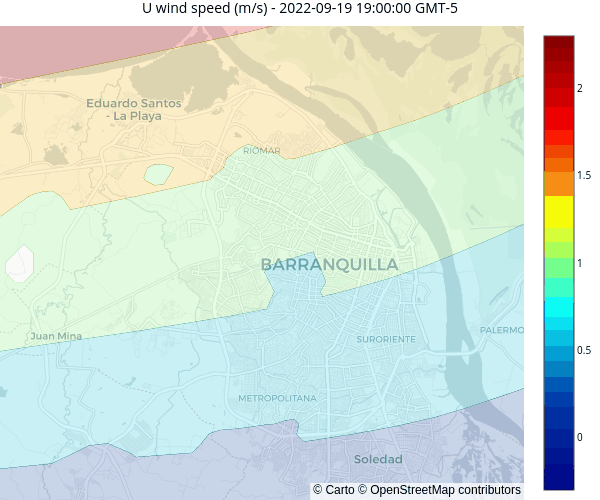 U wind speed (m/s) - 2022-09-19 19:00:00 GMT-5
Eduardo Santos
- La Playa
RIOMAR
BARRANQUILLA
Juan Mina
SURORIENTE
PALERMO
METROPOLITANA
Soledad
© Carto © OpenStreetMap contributors
2
1.5
1
0.5
0